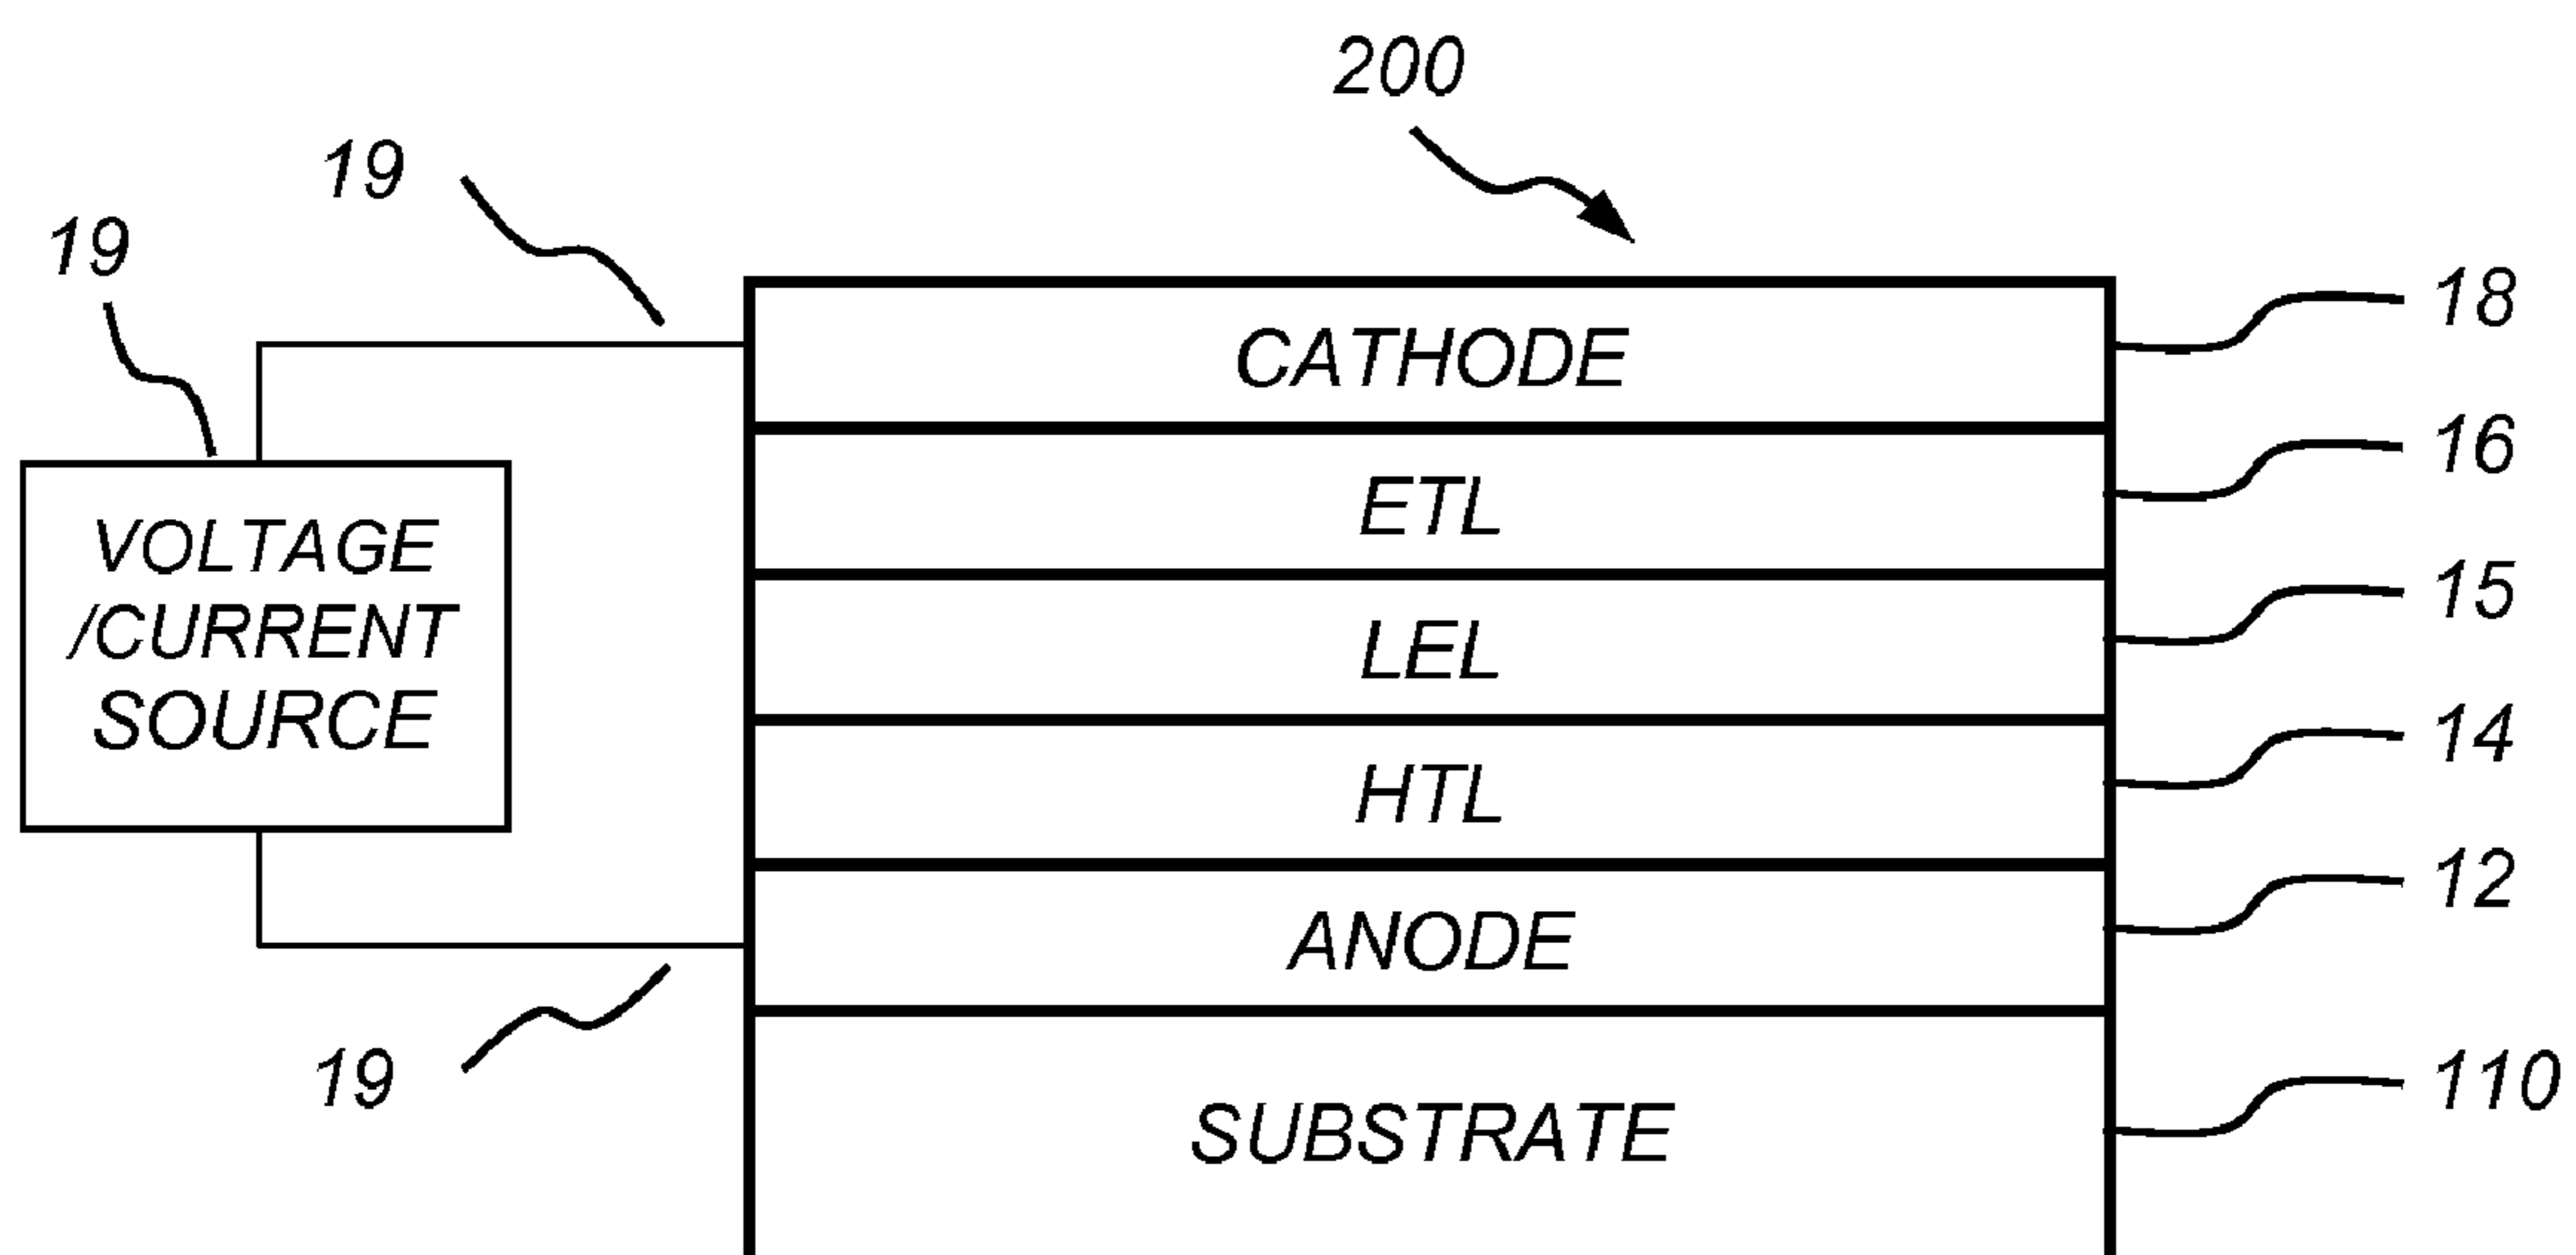 200
19
19
CATHODE
18
ETL
16
VOLTAGE
/CURRENT
SOURCE
LEL
15
HTL
14
ANODE
12
19
SUBSTRATE
110